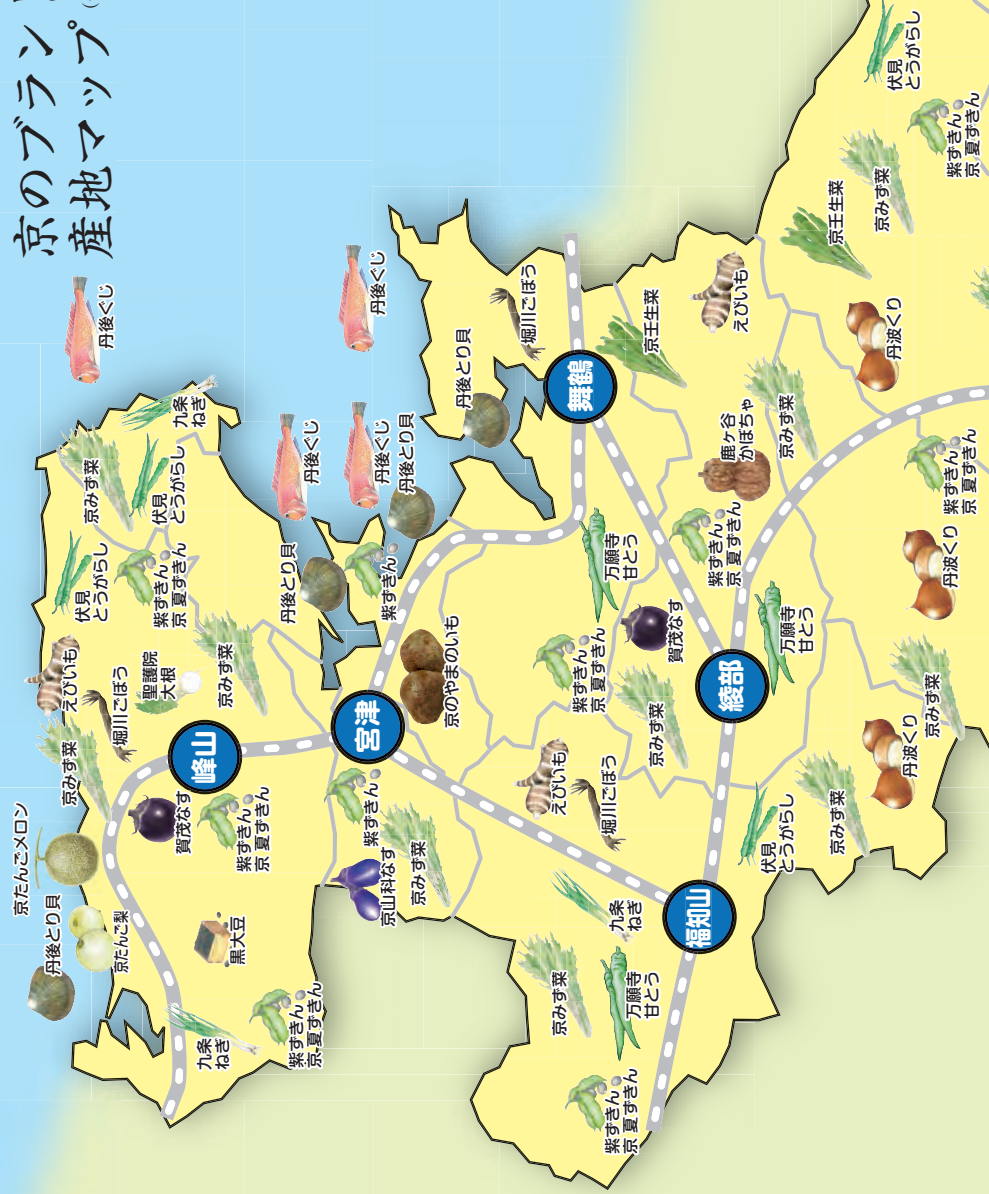 京のブランド
産地マップ
丹後ぐじ
丹後ぐじ
丹後ぐじ
丹後ぐじ
丹後とり貝
九条
ねぎ
京みず菜
伏見
とうがらし
伏見
とうがらし
紫ずきん
京 夏ずきん
丹後とり貝
紫ずきん
丹後とり貝
堀川ごぼう
舞鶴
京壬生菜
えびいも
伏見
とうがらし
紫ずきん
京 夏ずきん
京みず菜
京壬生菜
丹波くり
鹿ヶ谷
かぼちゃ
京みず菜
紫ずきん
京 夏ずきん
紫ずきん
京 夏ずきん
丹波くり
万願寺
甘とう
賀茂なす
万願寺
甘とう
綾部
紫ずきん
京 夏ずきん
京みず菜
京みず菜
丹波くり
京みず菜
伏見
とうがらし
えびいも
堀川ごぼう
聖護院
大根
京みず菜
京みず菜
えびいも
堀川ごぼう
峰山
宮津
京のやまのいも
賀茂なす
紫ずきん
京 夏ずきん
紫ずきん
京山科なす
京みず菜
京たんごメロン
丹後とり貝
京たんご梨
黒大豆
九条
ねぎ
紫ずきん
京 夏ずきん
九条
ねぎ
福知山
京みず菜
万願寺
甘とう
紫ずきん
京 夏ずきん